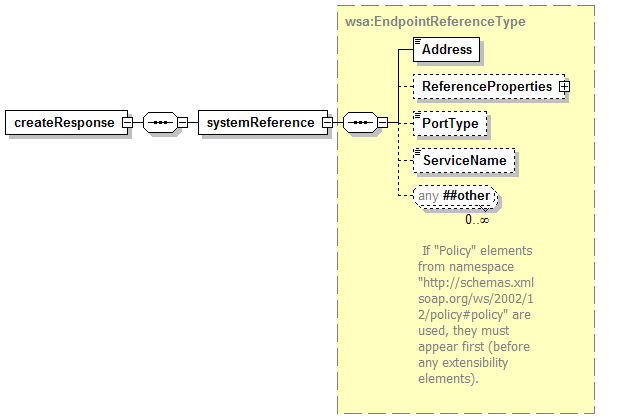 wsa:EndpointReferenceType
Address
ReferenceProperties
createResponse
systemReference
PortType
ServiceName
any ##other
0..∞
If "Policy" elements
from namespace
"http://schemas.xml
soap.org/ws/2002/1
2/policy#policy" are
used, they must
appear first (before
any extensibility
elements).